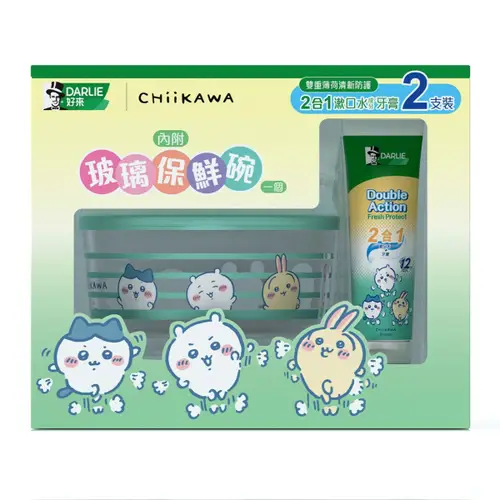 DARLIE
好來
CHiiKAWA
雙重薄荷清新防護
2合1漱口水牙膏2支裝
內附
玻璃保鮮碗
一個
KAWA
DARLIE
Double
Action
Fresh Protect
2合1
12